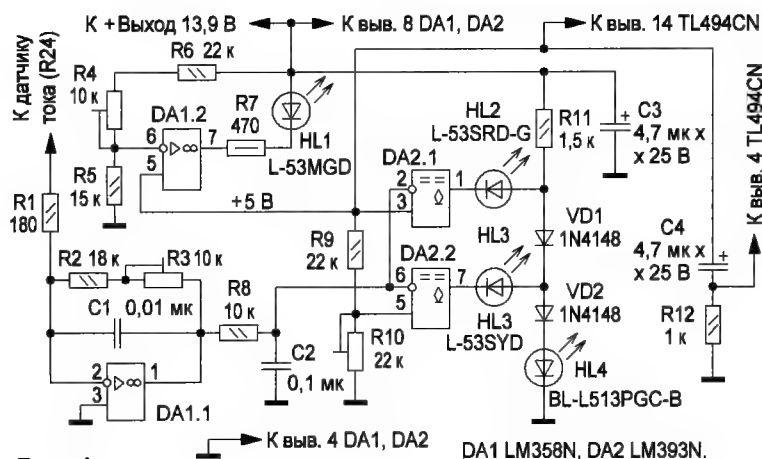 К +Выход 13,9 В
К выв. 8 DA1, DA2
К выв. 14 TL494CN
К датчику
тока (R24)
R6 22 к
R4
10 к
DA1.2
R7
470
HL1
L-53MGD
HL2
L-53SRD-G
R11
1,5 к
C3
4,7 мк х
х 25 В
+
6
5
7
▷∞
R5
15 к
R1
180
+5 В
DA2.1
2
3
1
HL3
VD1
1N4148
C4
4,7 мк х
х 25 В
+
К выв. 4 TL494CN
R9
22 к
DA2.2
6
5
7
HL3
L-53SYD
VD2
1N4148
R12
1 к
R2 18 к
R3 10 к
C1
0,01 мк
R8
10 к
C2
0,1 мк
R10
22 к
HL4
BL-L513PGC-B
2
3
1
▷∞
DA1.1
К выв. 4 DA1, DA2
DA1 LM358N, DA2 LM393N.